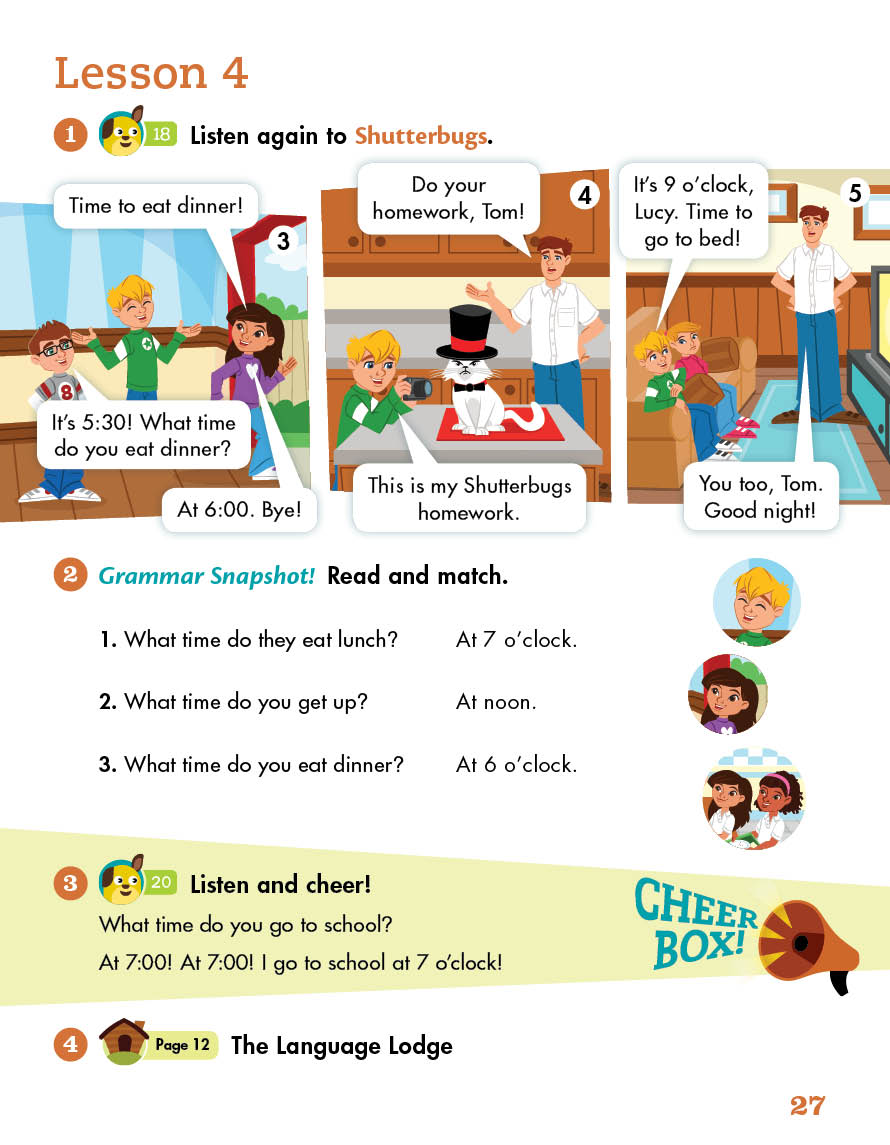 Lesson 4
1 18 Listen again to Shutterbugs.
Time to eat dinner!
3
It's 5:30! What time
do you eat dinner?
8
At 6:00. Bye!
Do your
homework, Tom!
4
This is my Shutterbugs
homework.
It's 9 o'clock,
Lucy. Time to
go to bed!
5
You too, Tom.
Good night!
2 Grammar Snapshot! Read and match.
1. What time do they eat lunch? At 7 o'clock.
2. What time do you get up? At noon.
3. What time do you eat dinner? At 6 o'clock.
3 20 Listen and cheer!
What time do you go to school?
At 7:00! At 7:00! I go to school at 7 o'clock!
CHEER
BOX!
4 Page 12 The Language Lodge
27